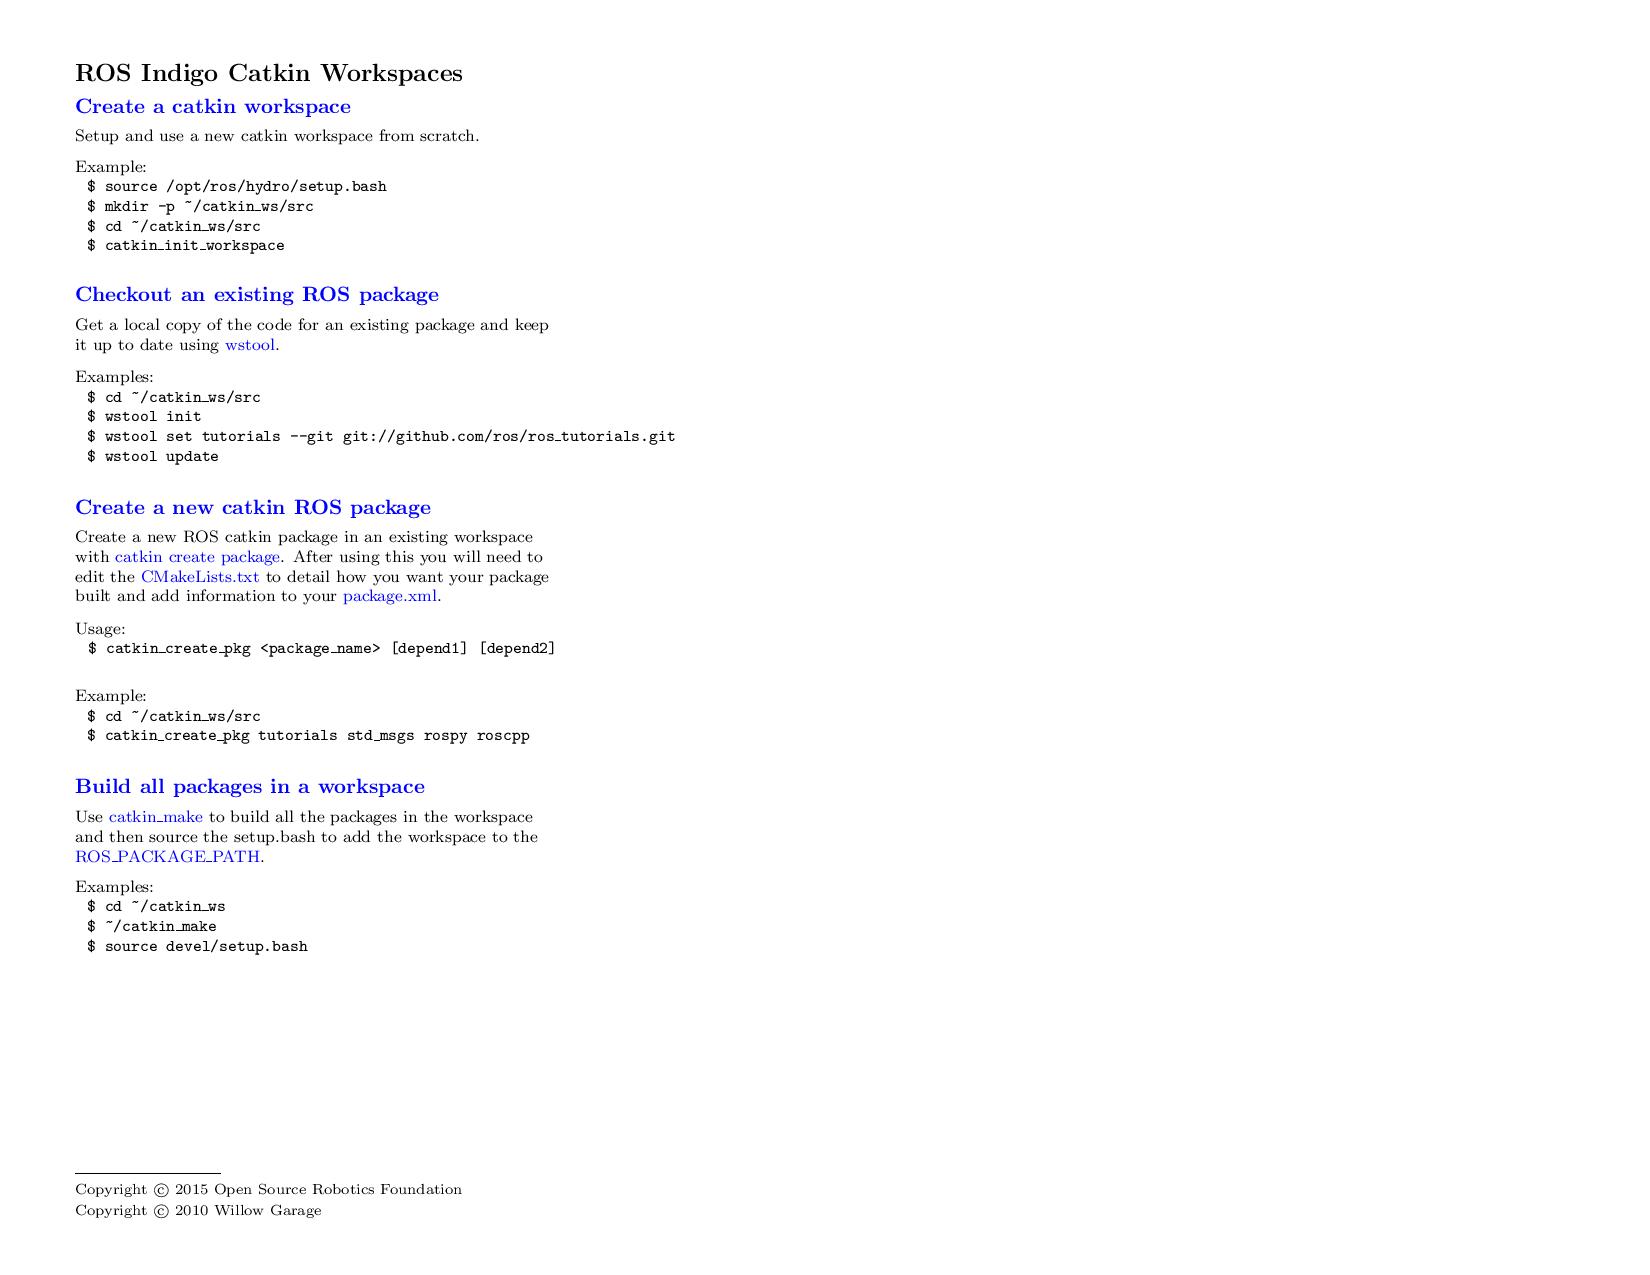 ROS Indigo Catkin Workspaces
Create a catkin workspace
Setup and use a new catkin workspace from scratch.
Example:
$ source /opt/ros/hydro/setup.bash
$ mkdir -p ~/catkin_ws/src
$ cd ~/catkin_ws/src
$ catkin_init_workspace
Checkout an existing ROS package
Get a local copy of the code for an existing package and keep
it up to date using wstool.
Examples:
$ cd ~/catkin_ws/src
$ wstool init
$ wstool set tutorials --git git://github.com/ros/ros_tutorials.git
$ wstool update
Create a new catkin ROS package
Create a new ROS catkin package in an existing workspace
with catkin create package. After using this you will need to
edit the CMakeLists.txt to detail how you want your package
built and add information to your package.xml.
Usage:
$ catkin_create_pkg <package_name> [depend1] [depend2]
Example:
$ cd ~/catkin_ws/src
$ catkin_create_pkg tutorials std_msgs rospy roscpp
Build all packages in a workspace
Use catkin_make to build all the packages in the workspace
and then source the setup.bash to add the workspace to the
ROS_PACKAGE_PATH.
Examples:
$ cd ~/catkin_ws
$ ~/catkin_make
$ source devel/setup.bash
Copyright © 2015 Open Source Robotics Foundation
Copyright © 2010 Willow Garage